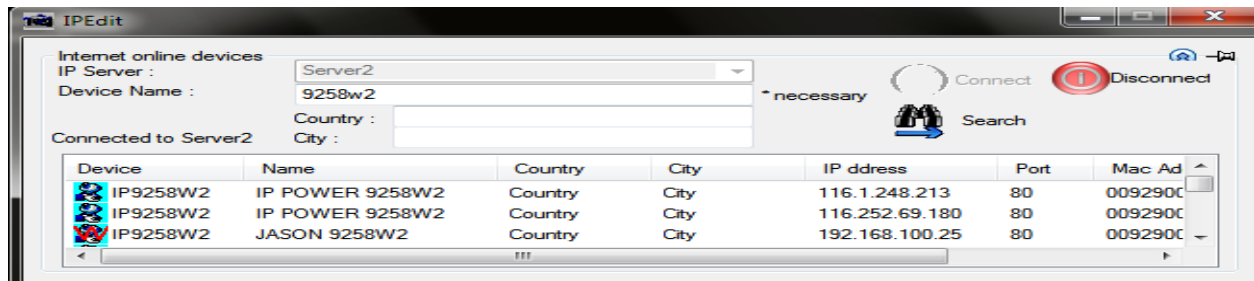 IPEdit
Internet online devices
IP Server :
Server2
Connect
Disconnect
Device Name :
9258w2
* necessary
Country :
Search
Connected to Server2
City :
Device Name Country City IP ddress Port Mac Ad
IP9258W2 IP POWER 9258W2 Country City 116.1.248.213 80 009290
IP9258W2 IP POWER 9258W2 Country City 116.252.69.180 80 009290
IP9258W2 JASON 9258W2 Country City 192.168.100.25 80 009290